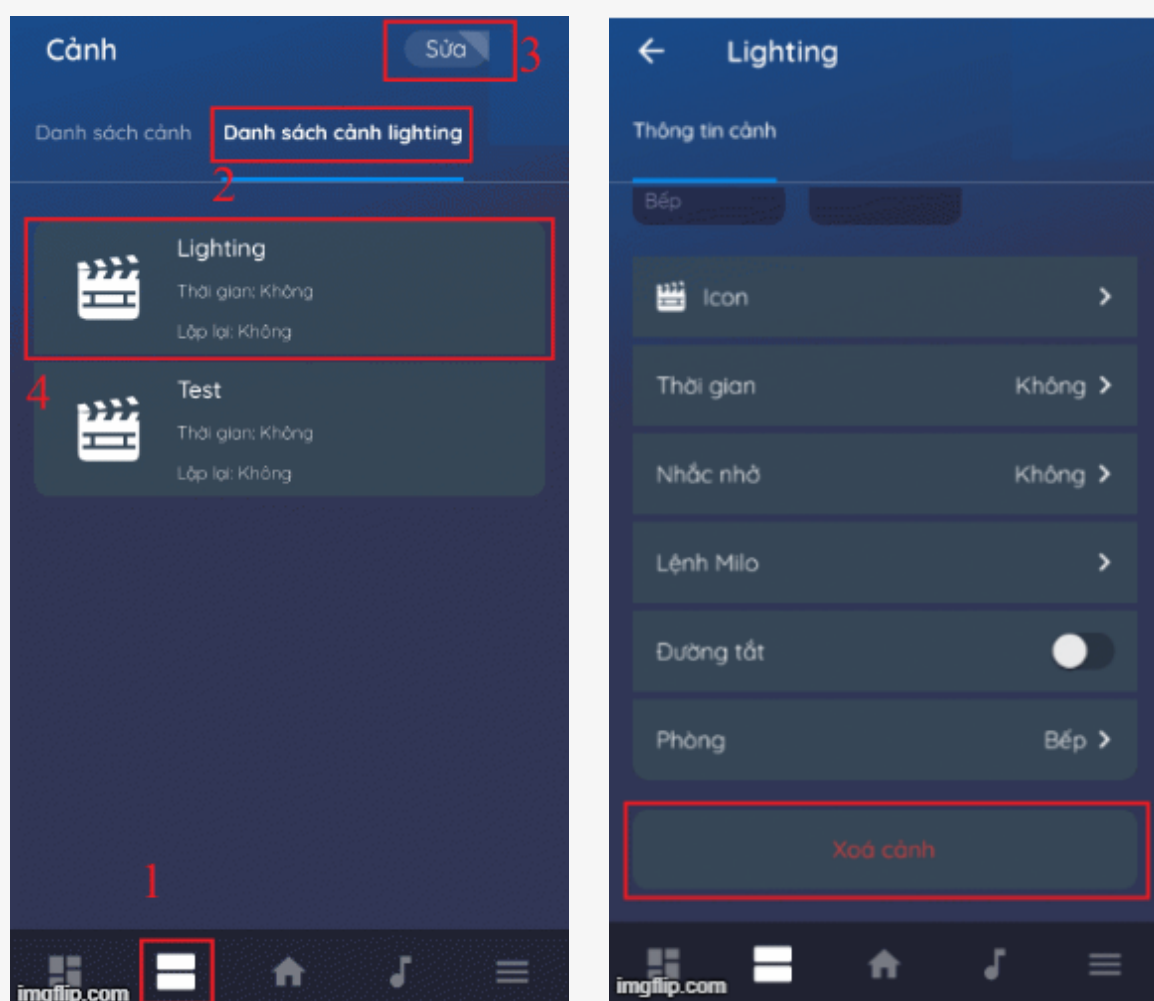 Cảnh
Sửa
3
Danh sách cảnh
Danh sách cảnh lighting
2
Lighting
Thời gian: Không
Lặp lại: Không
4
Test
Thời gian: Không
Lặp lại: Không
1
imgflip.com
Lighting
Thông tin cảnh
Bếp
Icon
Thời gian
Không
Nhắc nhở
Không
Lệnh Milo
Đường tắt
Phòng
Bếp
Xoá cảnh
imgflip.com